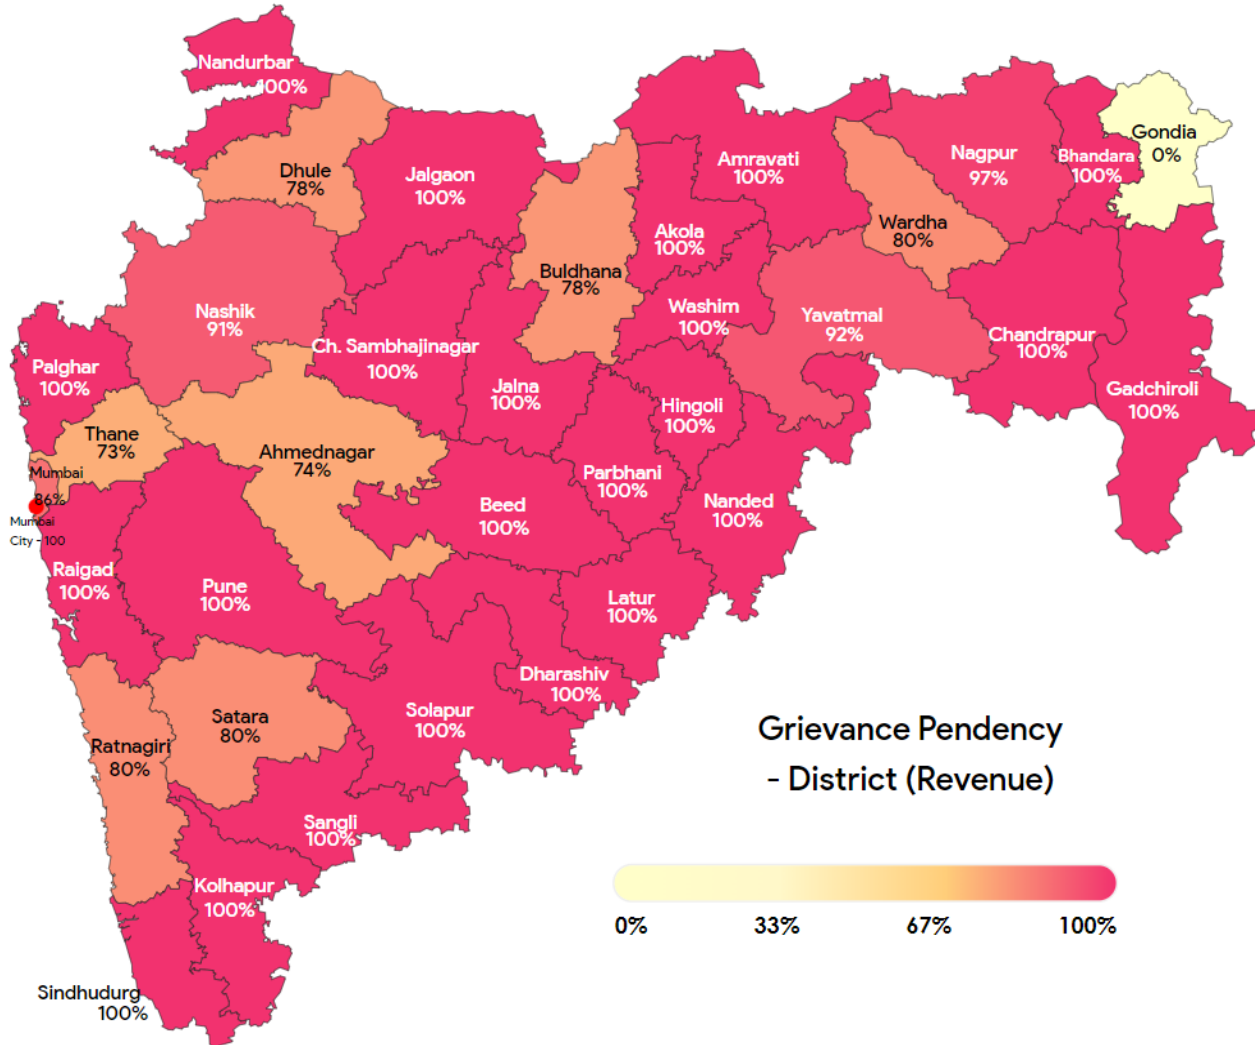 Nandurbar
100%
Dhule
78%
Jalgaon
100%
Buldhana
78%
Akola
100%
Amravati
100%
Wardha
80%
Nagpur
97%
Bhandara
100%
Gondia
0%
Nashik
91%
Ch. Sambhajinagar
100%
Jalna
100%
Washim
100%
Yavatmal
92%
Chandrapur
100%
Gadchiroli
100%
Palghar
100%
Thane
73%
Ahmednagar
74%
Hingoli
100%
Parbhani
100%
Nanded
100%
Beed
100%
Mumbai
86%
Mumbai
City - 100
Raigad
100%
Pune
100%
Latur
100%
Dharashiv
100%
Solapur
100%
Satara
80%
Ratnagiri
80%
Sangli
100%
Kolhapur
100%
Sindhudurg
100%
Grievance Pendency
- District (Revenue)
0% 33% 67% 100%